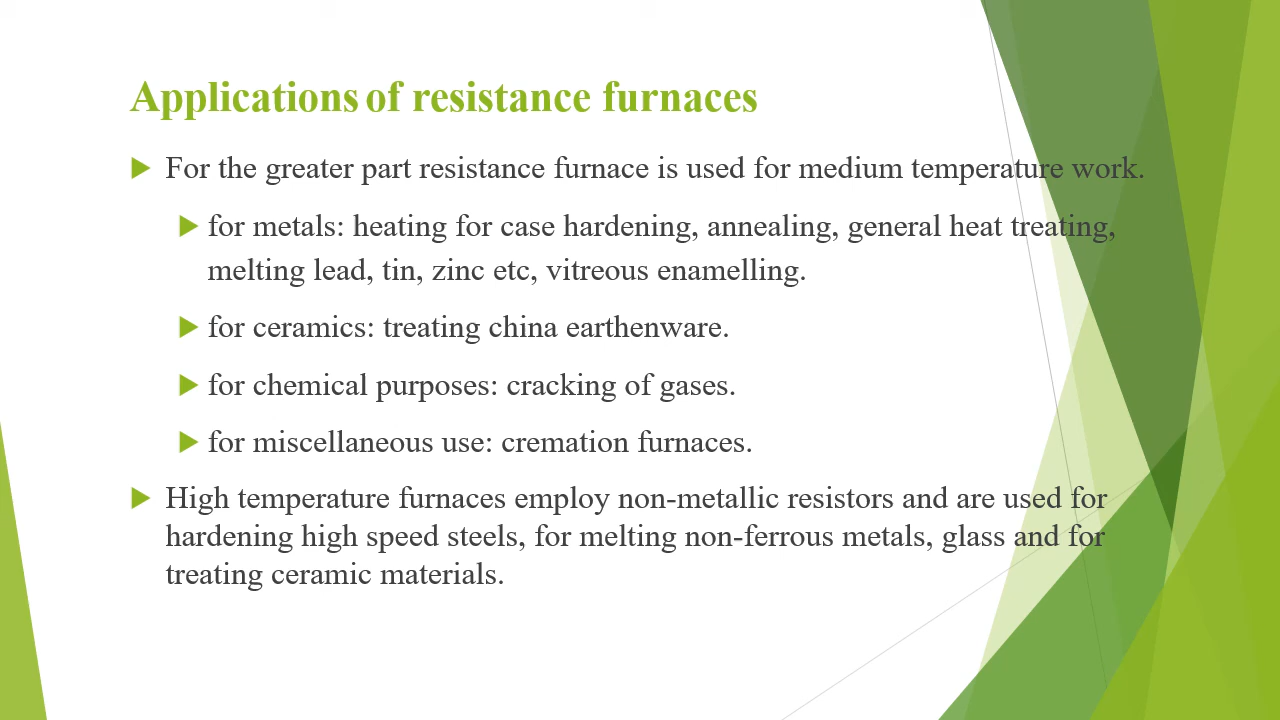 Applications of resistance furnaces
For the greater part resistance furnace is used for medium temperature work.
for metals: heating for case hardening, annealing, general heat treating,
melting lead, tin, zinc etc, vitreous enamelling.
for ceramics: treating china earthenware.
for chemical purposes: cracking of gases.
for miscellaneous use: cremation furnaces.
High temperature furnaces employ non-metallic resistors and are used for
hardening high speed steels, for melting non-ferrous metals, glass and for
treating ceramic materials.